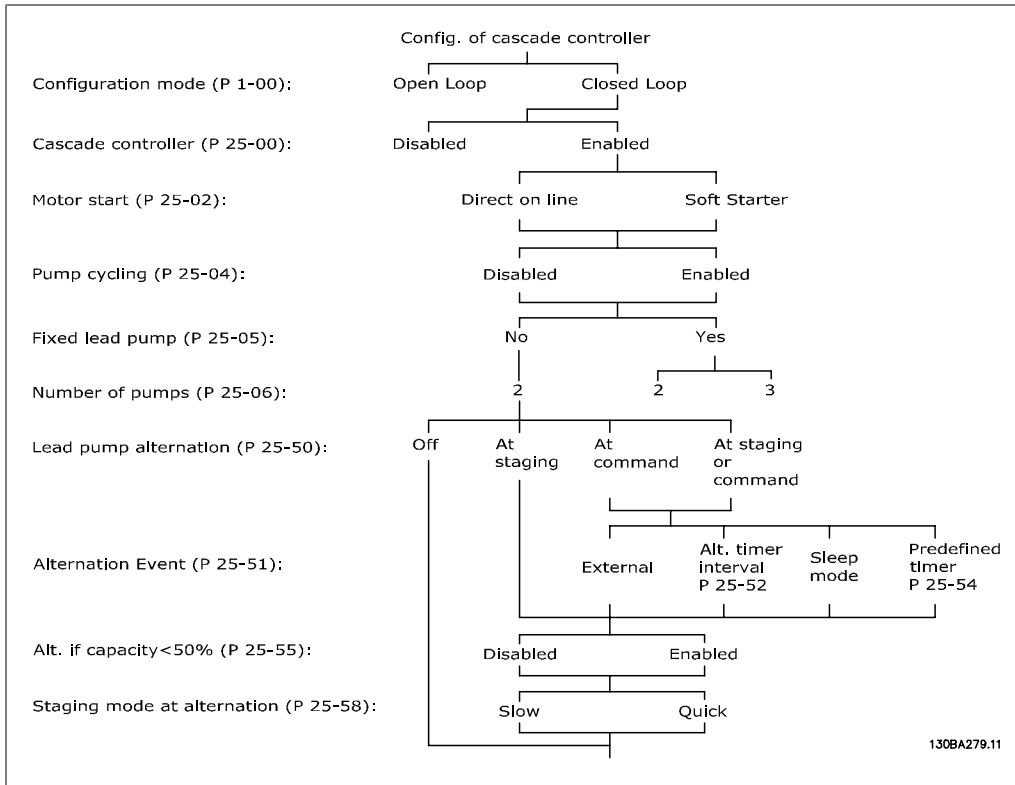 Config. of cascade controller
Configuration mode (P 1-00): Open Loop Closed Loop
Cascade controller (P 25-00): Disabled Enabled
Motor start (P 25-02): Direct on line Soft Starter
Pump cycling (P 25-04): Disabled Enabled
Fixed lead pump (P 25-05): No Yes
Number of pumps (P 25-06): 2 2 3
Lead pump alternation (P 25-50): Off At staging At command At staging or command
Alternation Event (P 25-51): External Alt. timer interval P 25-52 Sleep mode Predefined timer P 25-54
Alt. if capacity<50% (P 25-55): Disabled Enabled
Staging mode at alternation (P 25-58): Slow Quick
130BA279.11